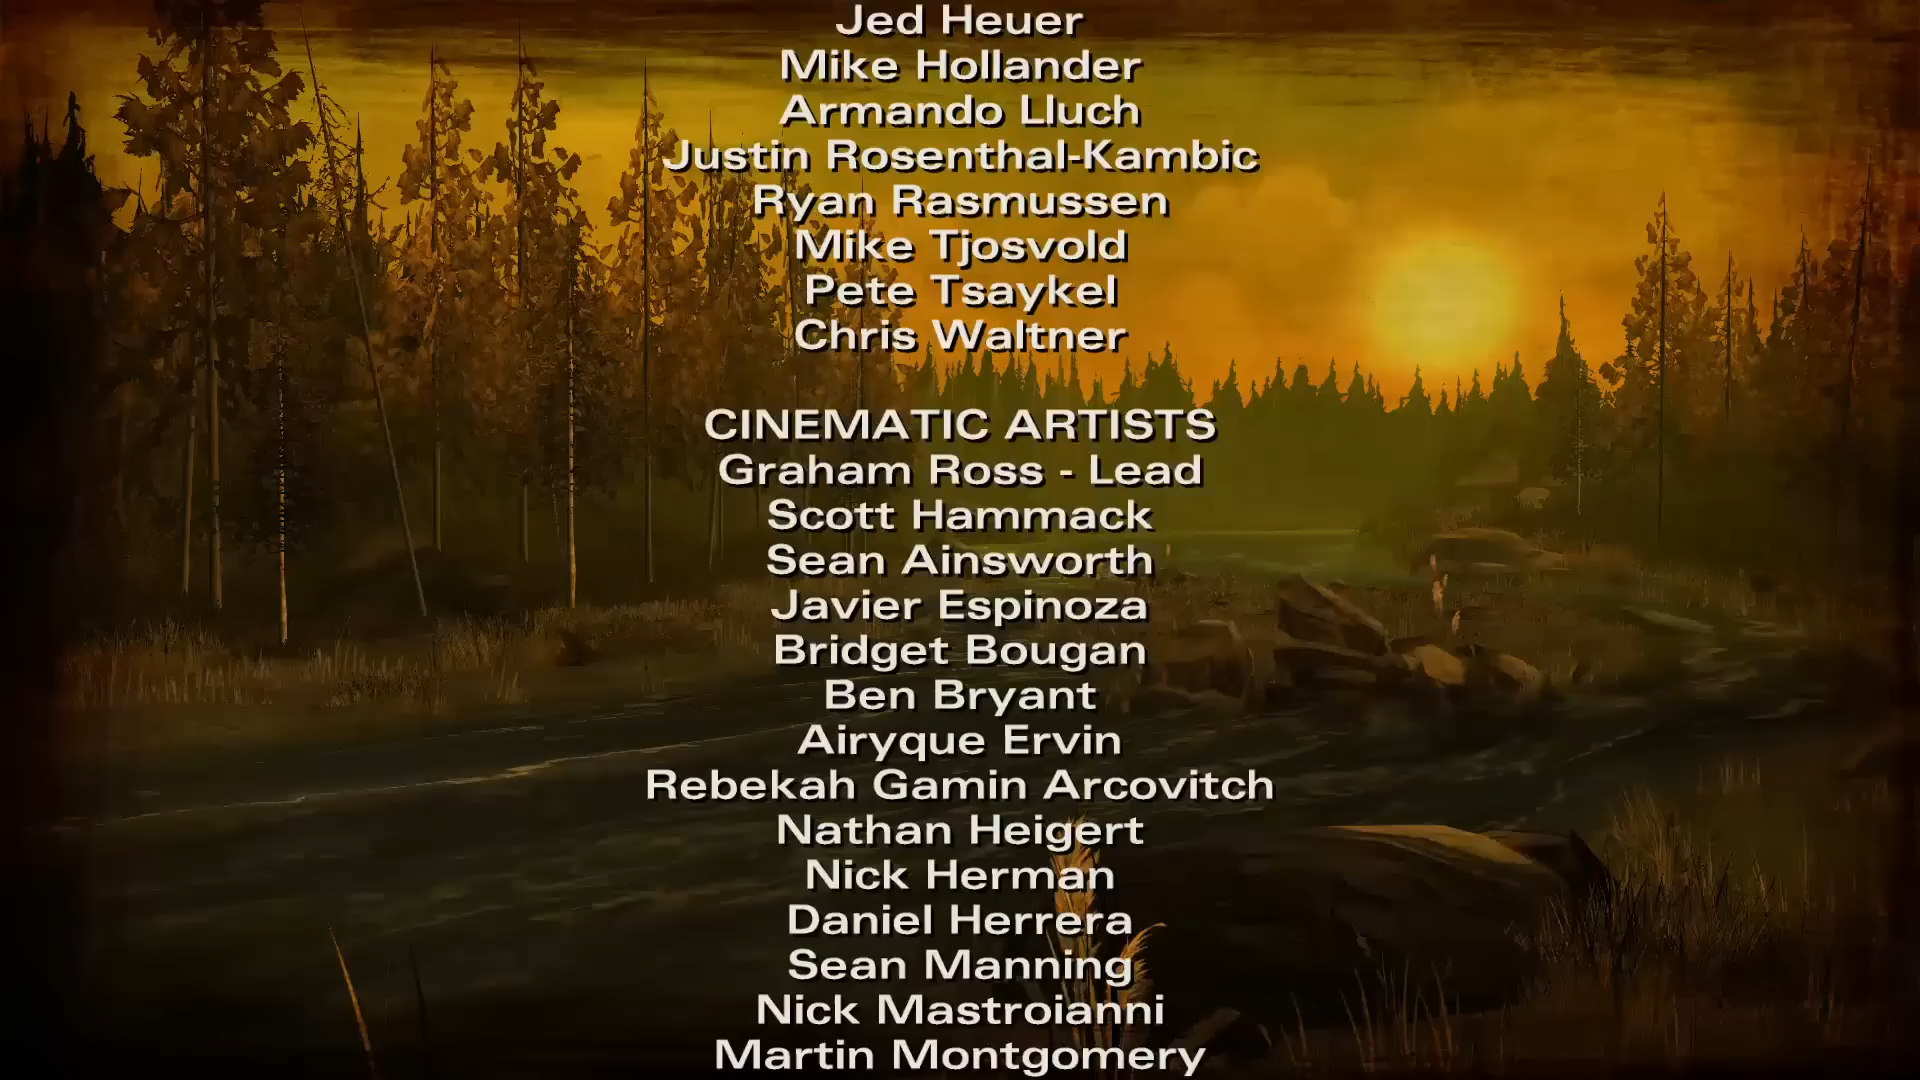 Jed Heuer
Mike Hollander
Armando Lluch
Justin Rosenthal-Kambic
Ryan Rasmussen
Mike Tjosvold
Pete Tsaykel
Chris Waltner
CINEMATIC ARTISTS
Graham Ross - Lead
Scott Hammack
Sean Ainsworth
Javier Espinoza
Bridget Bougan
Ben Bryant
Airyque Ervin
Rebekah Gamin Arcovitch
Nathan Heigert
Nick Herman
Daniel Herrera
Sean Manning
Nick Mastroianni
Martin Montgomery